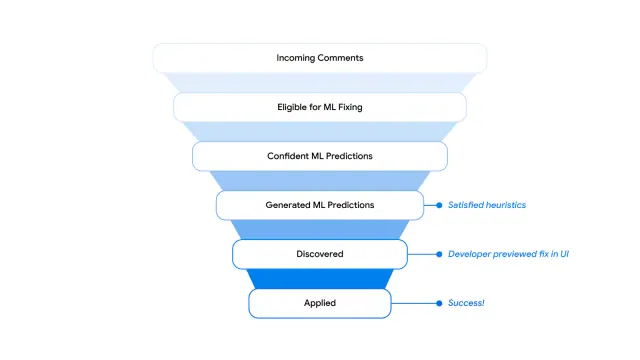 Incoming Comments
Eligible for ML Fixing
Confident ML Predictions
Generated ML Predictions
Satisfied heuristics
Discovered
Developer previewed fix in UI
Applied
Success!